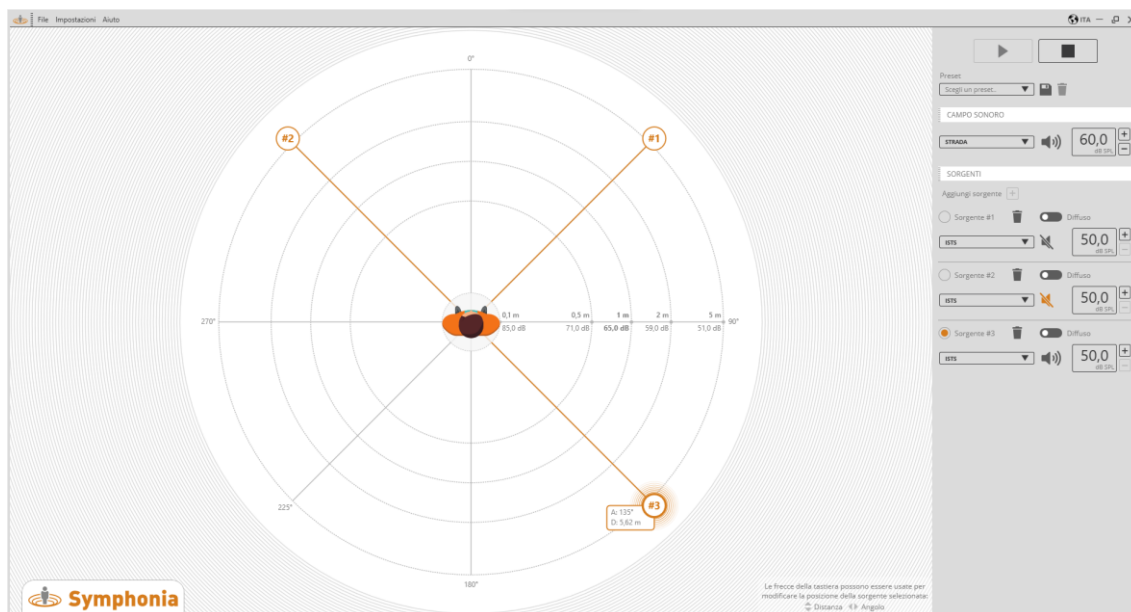 File Impostazioni Aiuto
ITA
0°
#2
#1
Preset
Scegli un preset..
CAMPO SONORO
STRADA
60,0
dB SPL
SORGENTI
Aggiungi sorgente
Sorgente #1
Diffuso
ISTS
50,0
dB SPL
Sorgente #2
Diffuso
ISTS
50,0
dB SPL
Sorgente #3
Diffuso
ISTS
50,0
dB SPL
270°
0,1 m 0,5 m 1 m 2 m 5 m
85,0 dB 71,0 dB 65,0 dB 59,0 dB 51,0 dB
90°
225°
#3
A: 135°
D: 5,62 m
180°
Symphonia
Le frecce della tastiera possono essere usate per
modificare la posizione della sorgente selezionata:
Distanza Angolo